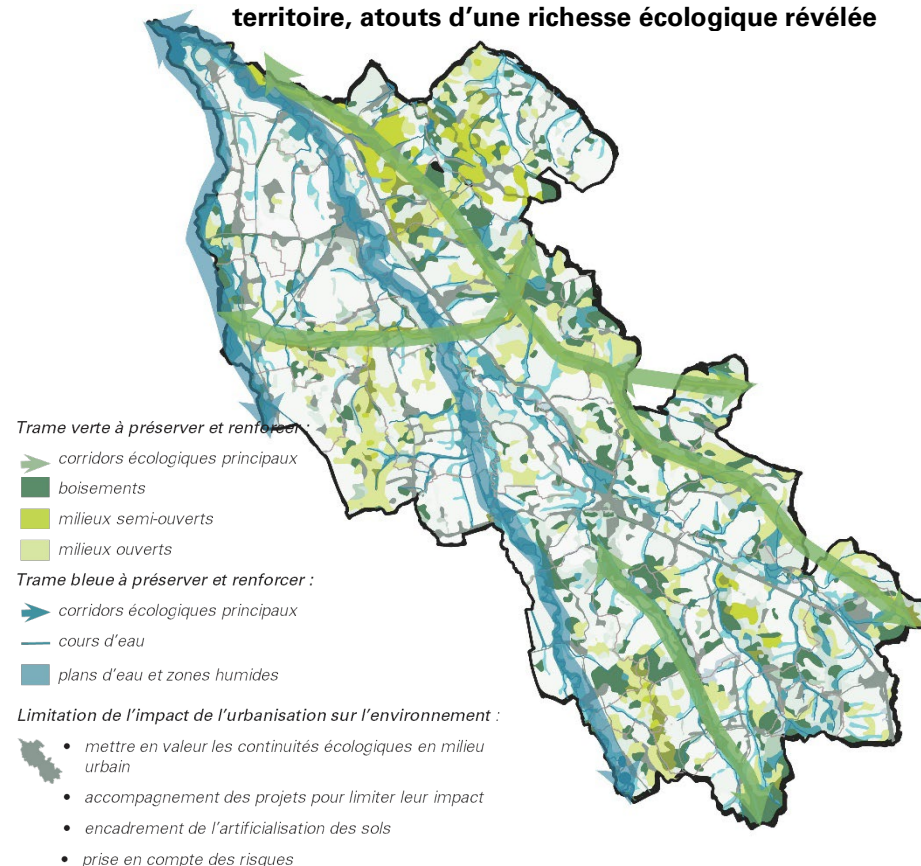 territoire, atouts d’une richesse écologique révélée
Trame verte à préserver et renforcer :
corridors écologiques principaux
boisements
milieux semi-ouverts
milieux ouverts
Trame bleue à préserver et renforcer :
corridors écologiques principaux
cours d’eau
plans d’eau et zones humides
Limitation de l’impact de l’urbanisation sur l’environnement :
• mettre en valeur les continuités écologiques en milieu
urbain
• accompagnement des projets pour limiter leur impact
• encadrement de l’artificialisation des sols
• prise en compte des risques